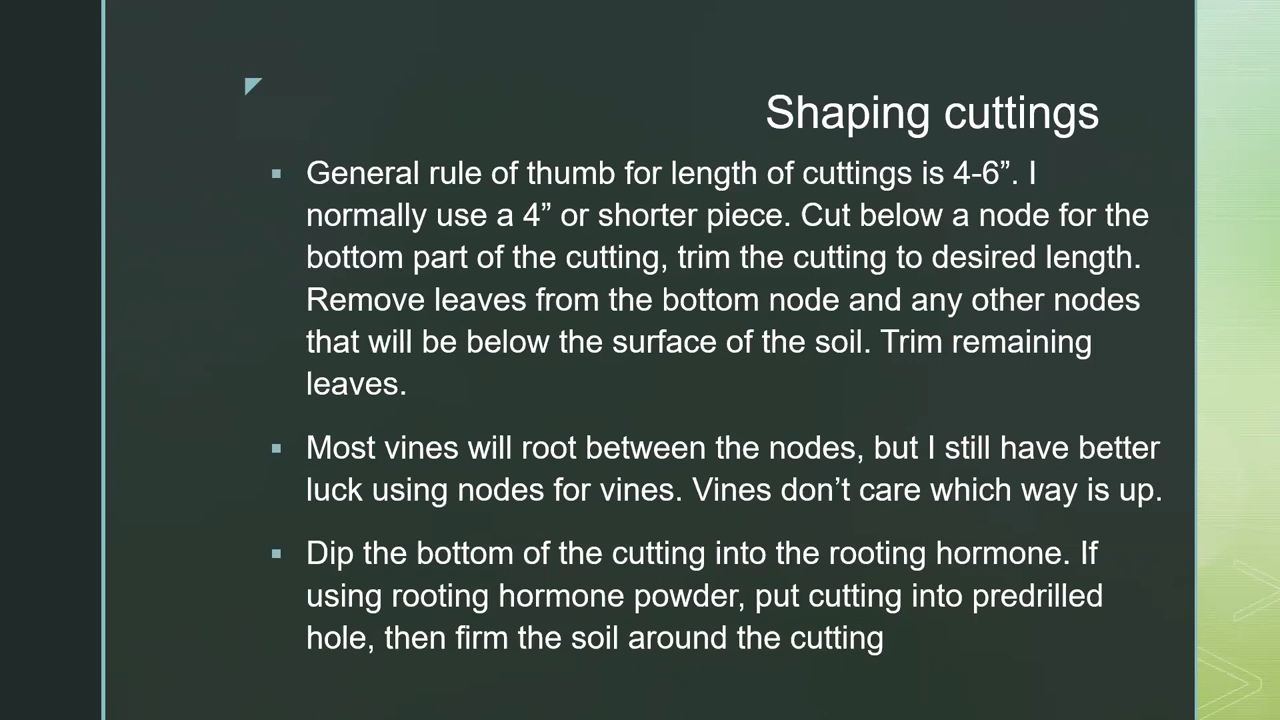 Shaping cuttings
General rule of thumb for length of cuttings is 4-6”. I
normally use a 4” or shorter piece. Cut below a node for the
bottom part of the cutting, trim the cutting to desired length.
Remove leaves from the bottom node and any other nodes
that will be below the surface of the soil. Trim remaining
leaves.
Most vines will root between the nodes, but I still have better
luck using nodes for vines. Vines don’t care which way is up.
Dip the bottom of the cutting into the rooting hormone. If
using rooting hormone powder, put cutting into predrilled
hole, then firm the soil around the cutting